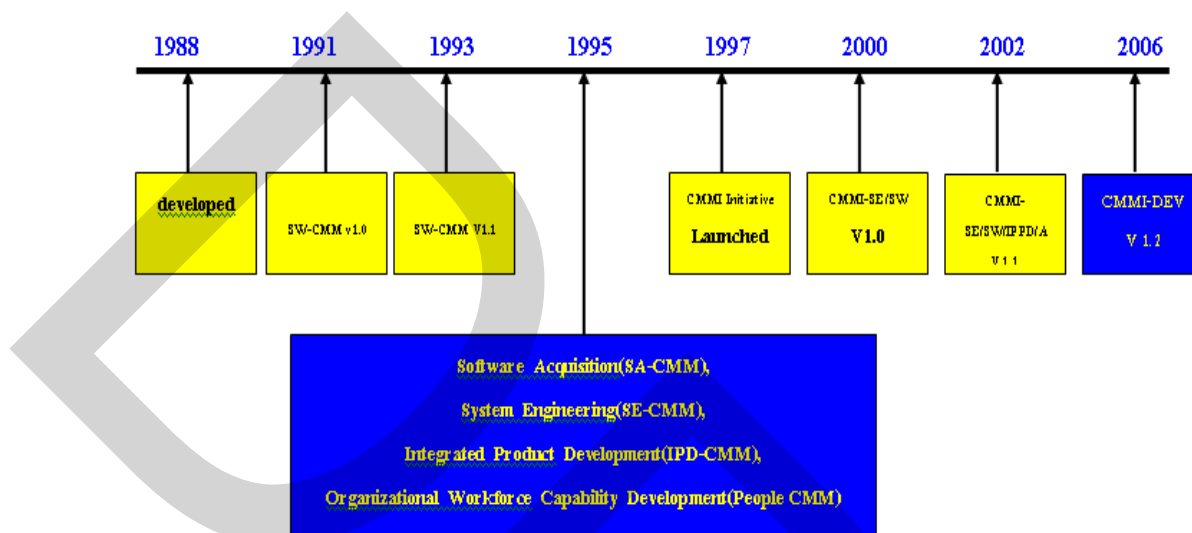 1988 1991 1993 1995 1997 2000 2002 2006
developed
SW-CMM v1.0
SW-CMM V1.1
CMMI Initiative
Launched
CMMI-SE/SW/
V1.0
CMMI-
SE/SW/IPPD/A
V 1.1
CMMI-DEV
V 1.2
Software Acquisition(SA-CMM),
System Engineering(SE-CMM),
Integrated Product Development(IPD-CMM),
Organizational Workforce Capability Development(People CMM)